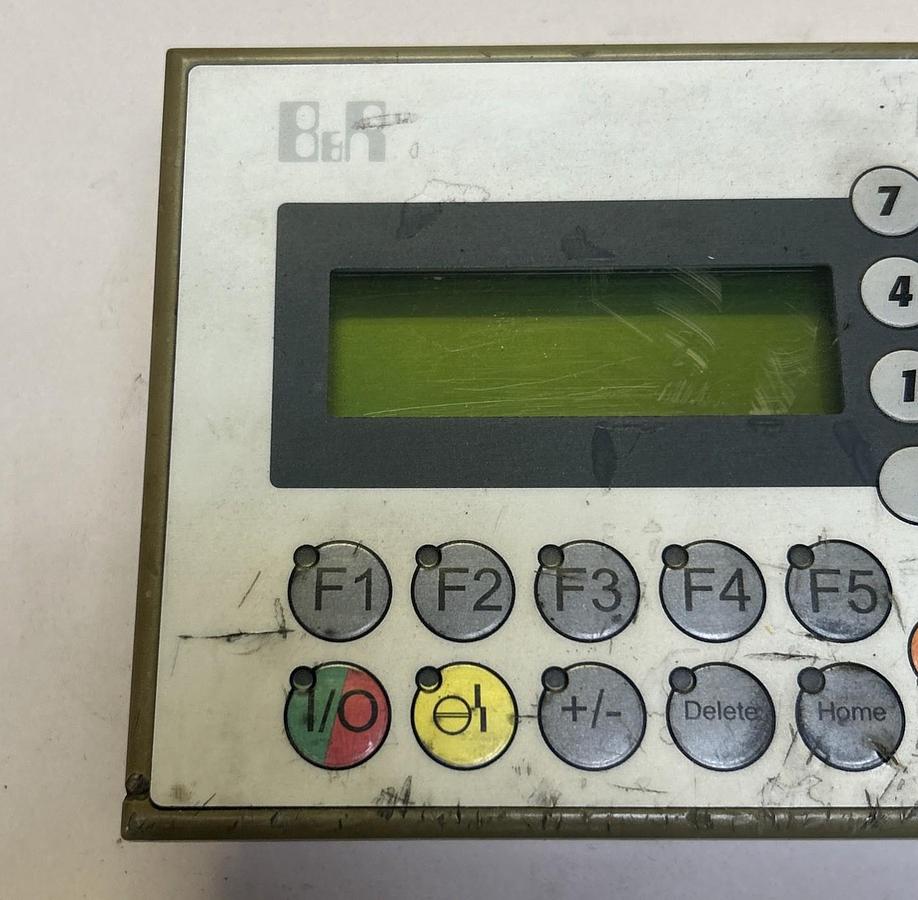 B&R
7
4
1
F1 F2 F3 F4 F5
I/O +/- Delete Home